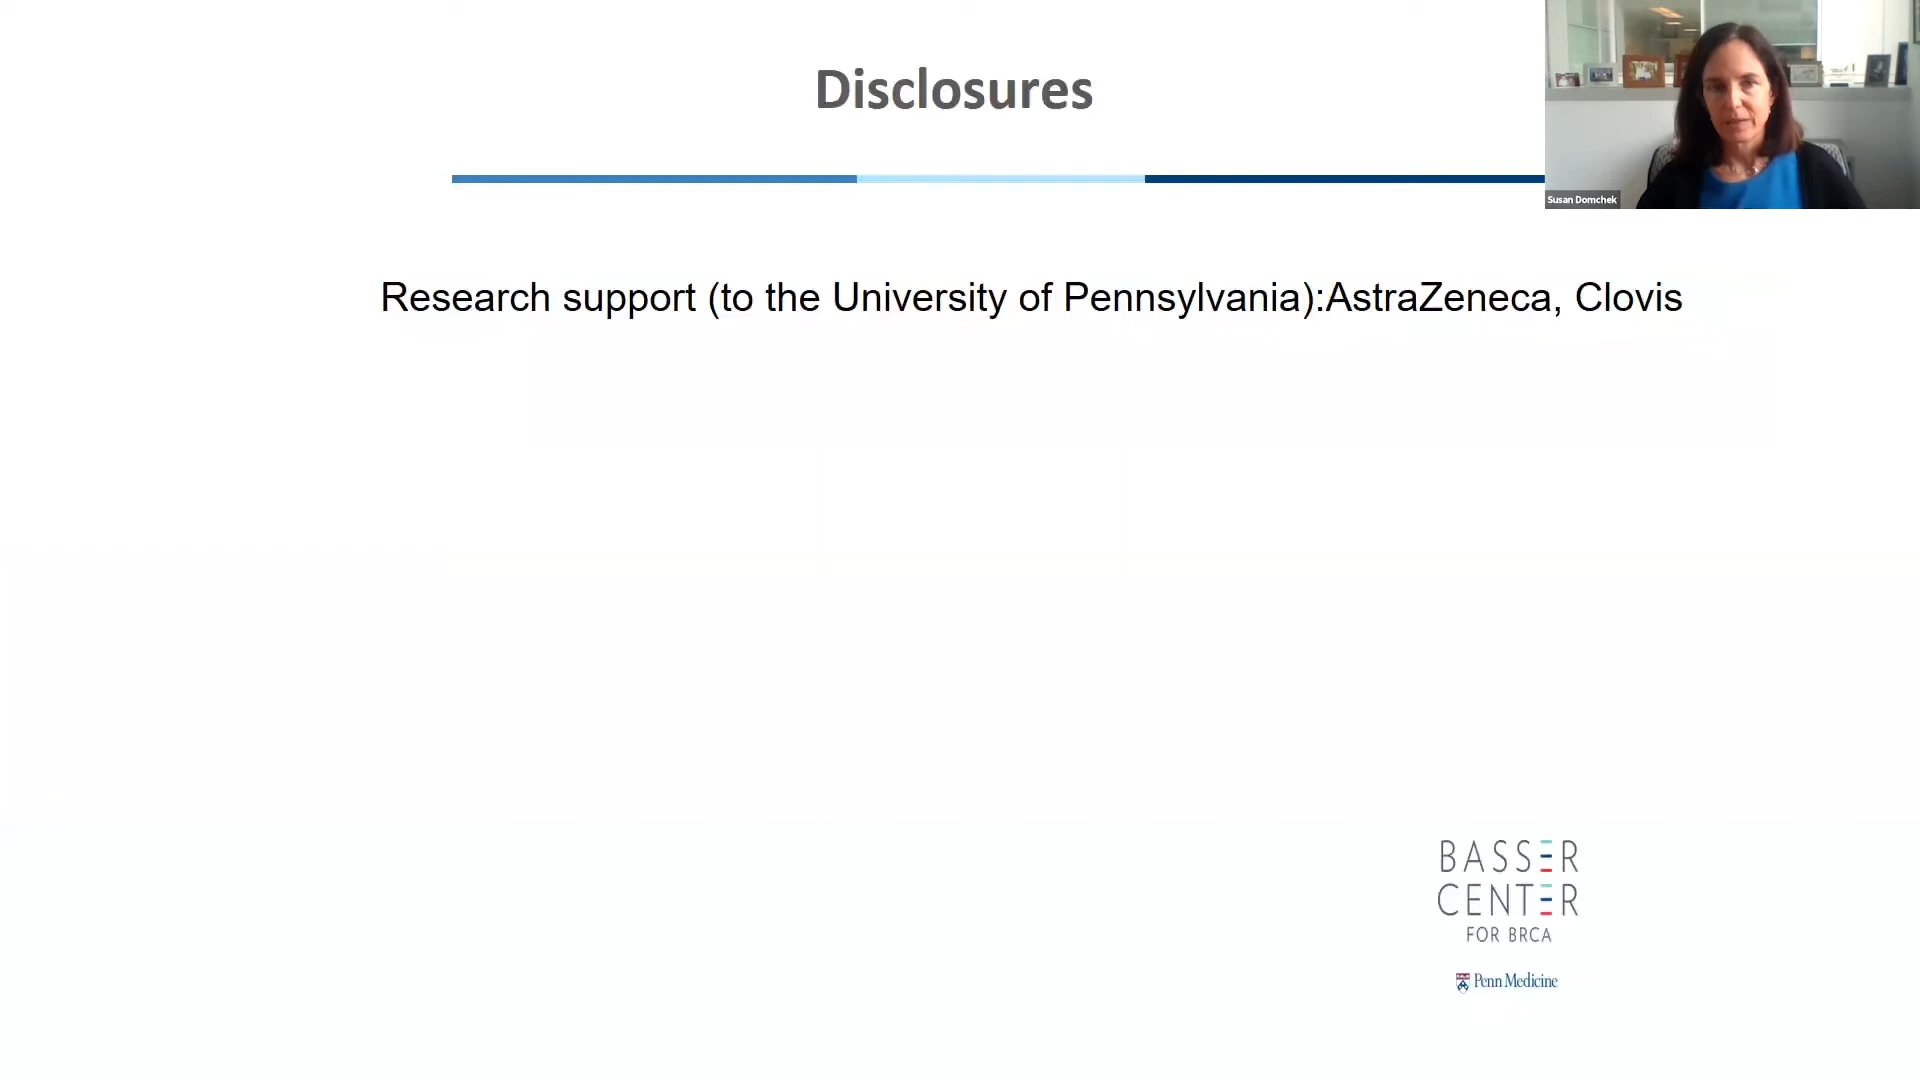 Disclosures
Susan Domchek
Research support (to the University of Pennsylvania):AstraZeneca, Clovis
BASSER
CENTER
FOR BRCA
Penn Medicine